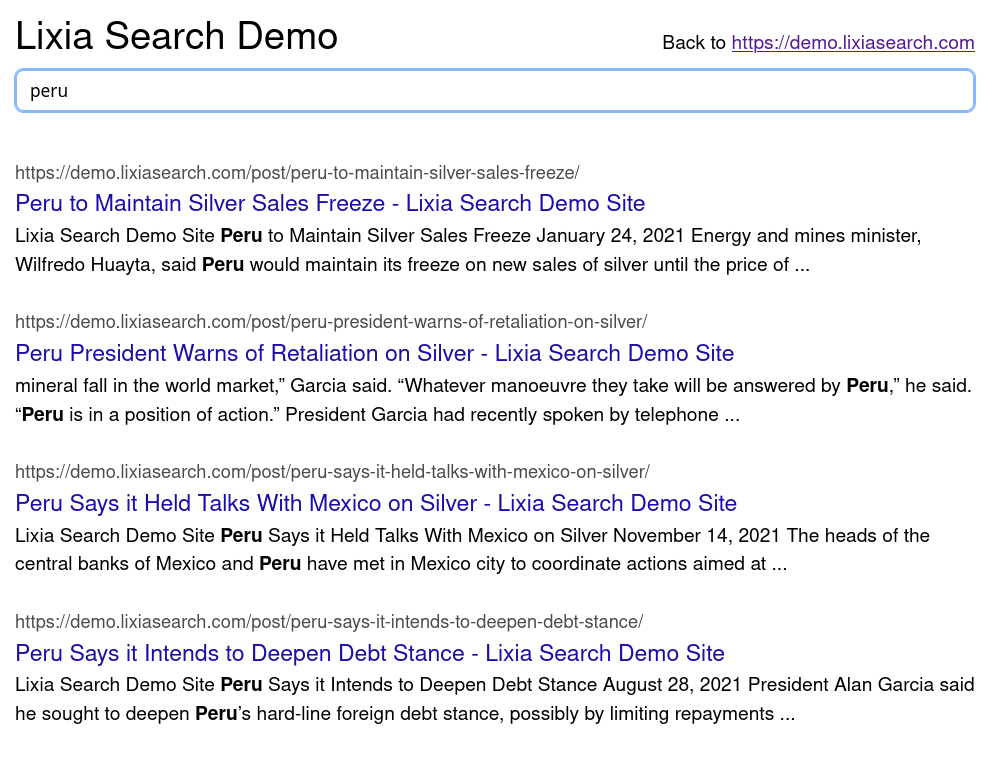 Lixia Search Demo
Back to https://demo.lixiasearch.com
peru
https://demo.lixiasearch.com/post/peru-to-maintain-silver-sales-freeze/
Peru to Maintain Silver Sales Freeze - Lixia Search Demo Site
Lixia Search Demo Site Peru to Maintain Silver Sales Freeze January 24, 2021 Energy and mines minister,
Wilfredo Huayta, said Peru would maintain its freeze on new sales of silver until the price of ...
https://demo.lixiasearch.com/post/peru-president-warns-of-retaliation-on-silver/
Peru President Warns of Retaliation on Silver - Lixia Search Demo Site
mineral fall in the world market,” Garcia said. “Whatever manoeuvre they take will be answered by Peru,” he said.
“Peru is in a position of action.” President Garcia had recently spoken by telephone ...
https://demo.lixiasearch.com/post/peru-says-it-held-talks-with-mexico-on-silver/
Peru Says it Held Talks With Mexico on Silver - Lixia Search Demo Site
Lixia Search Demo Site Peru Says it Held Talks With Mexico on Silver November 14, 2021 The heads of the
central banks of Mexico and Peru have met in Mexico city to coordinate actions aimed at ...
https://demo.lixiasearch.com/post/peru-says-it-intends-to-deepen-debt-stance/
Peru Says it Intends to Deepen Debt Stance - Lixia Search Demo Site
Lixia Search Demo Site Peru Says it Intends to Deepen Debt Stance August 28, 2021 President Alan Garcia said
he sought to deepen Peru’s hard-line foreign debt stance, possibly by limiting repayments ...